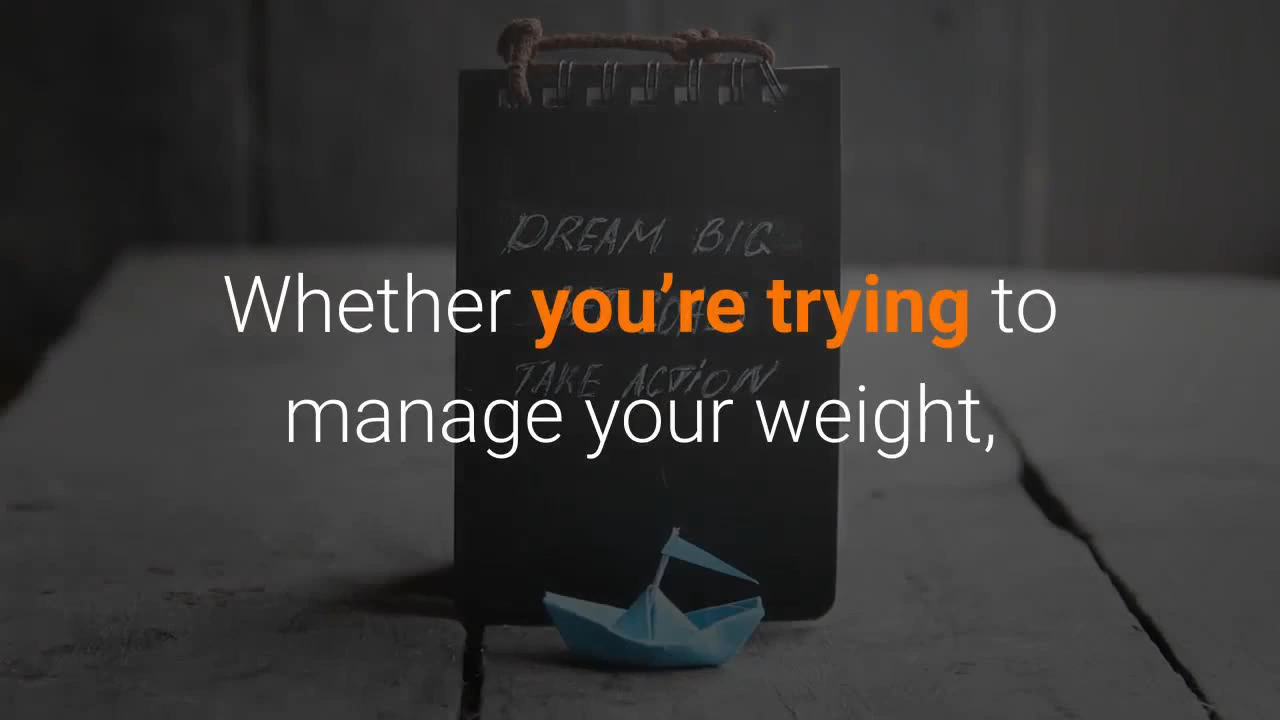 DREAM BIG
Whether you’re trying to
TAKE ACTION
manage your weight,